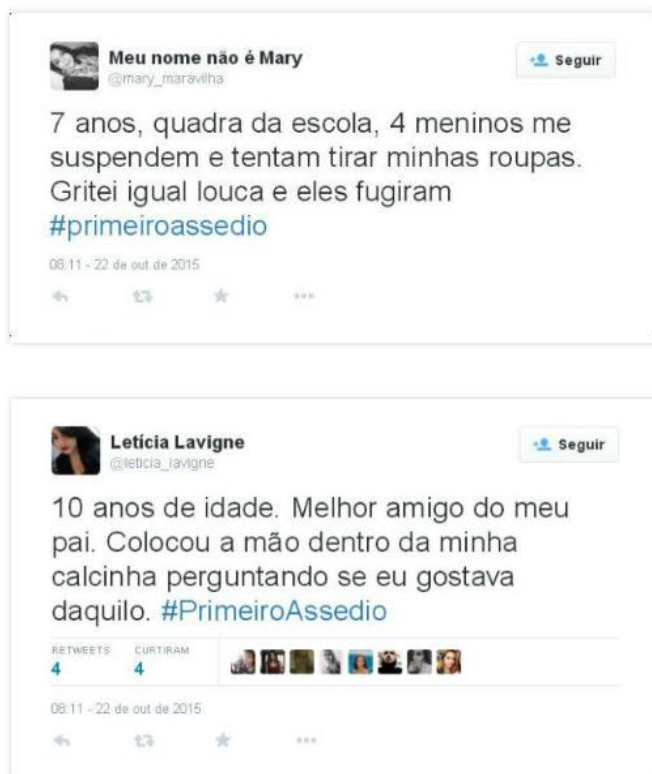 Meu nome não é Mary
@mary_maravilha
Seguir
7 anos, quadra da escola, 4 meninos me
suspendem e tentam tirar minhas roupas.
Gritei igual louca e eles fugiram
#primeiroassedio
08:11 - 22 de out de 2015
Letícia Lavigne
@leticia_lavigne
Seguir
10 anos de idade. Melhor amigo do meu
pai. Colocou a mão dentro da minha
calcinha perguntando se eu gostava
daquilo. #PrimeiroAssedio
RETWEETS CURTIRAM
4 4
08:11 - 22 de out de 2015